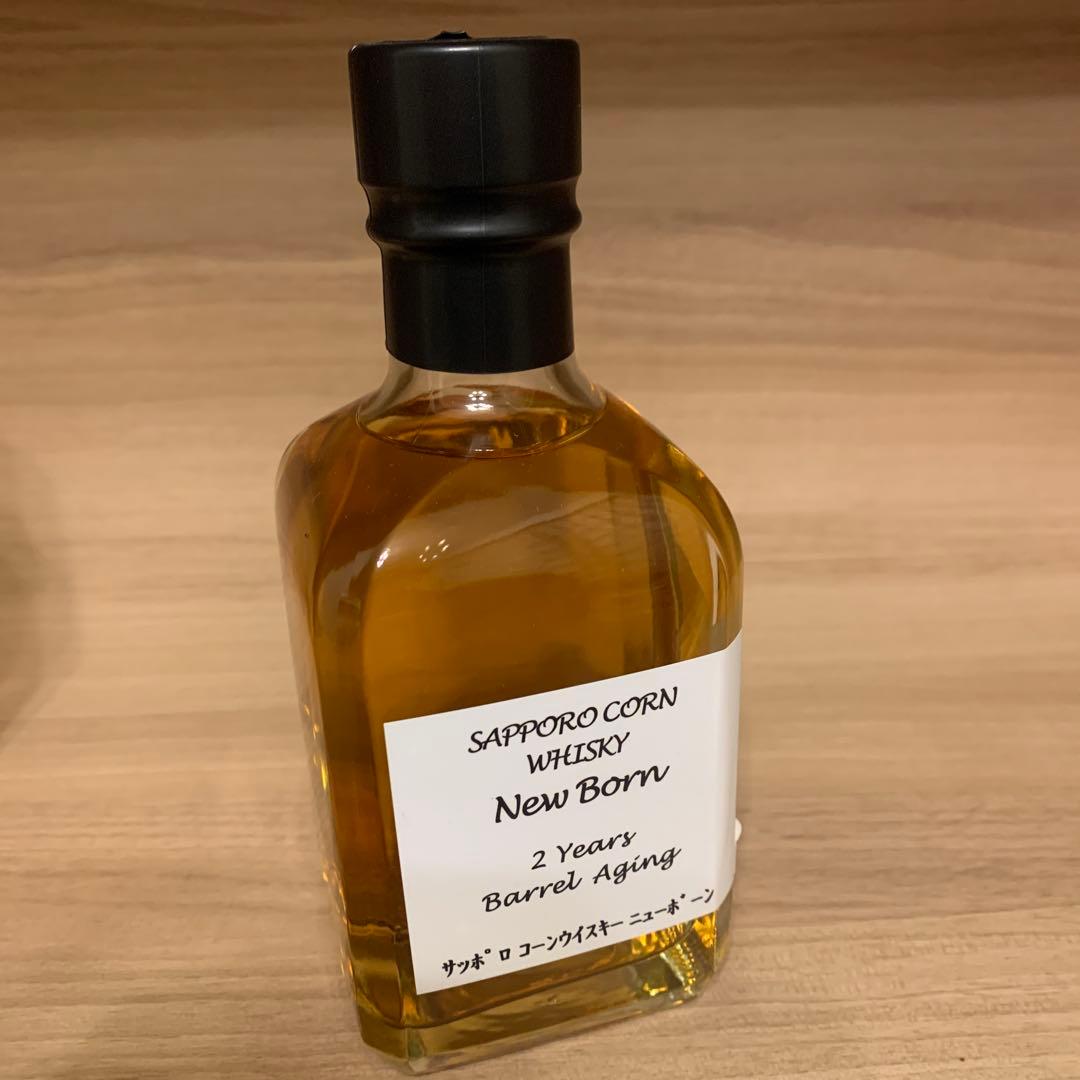 SAPPORO CORN
WHISKY
New Born
2 Years
Barrel Aging
ｻｯﾎﾟﾛ ｺｰﾝｳｲｽｷｰ ﾆｭｰﾎﾞｰﾝ